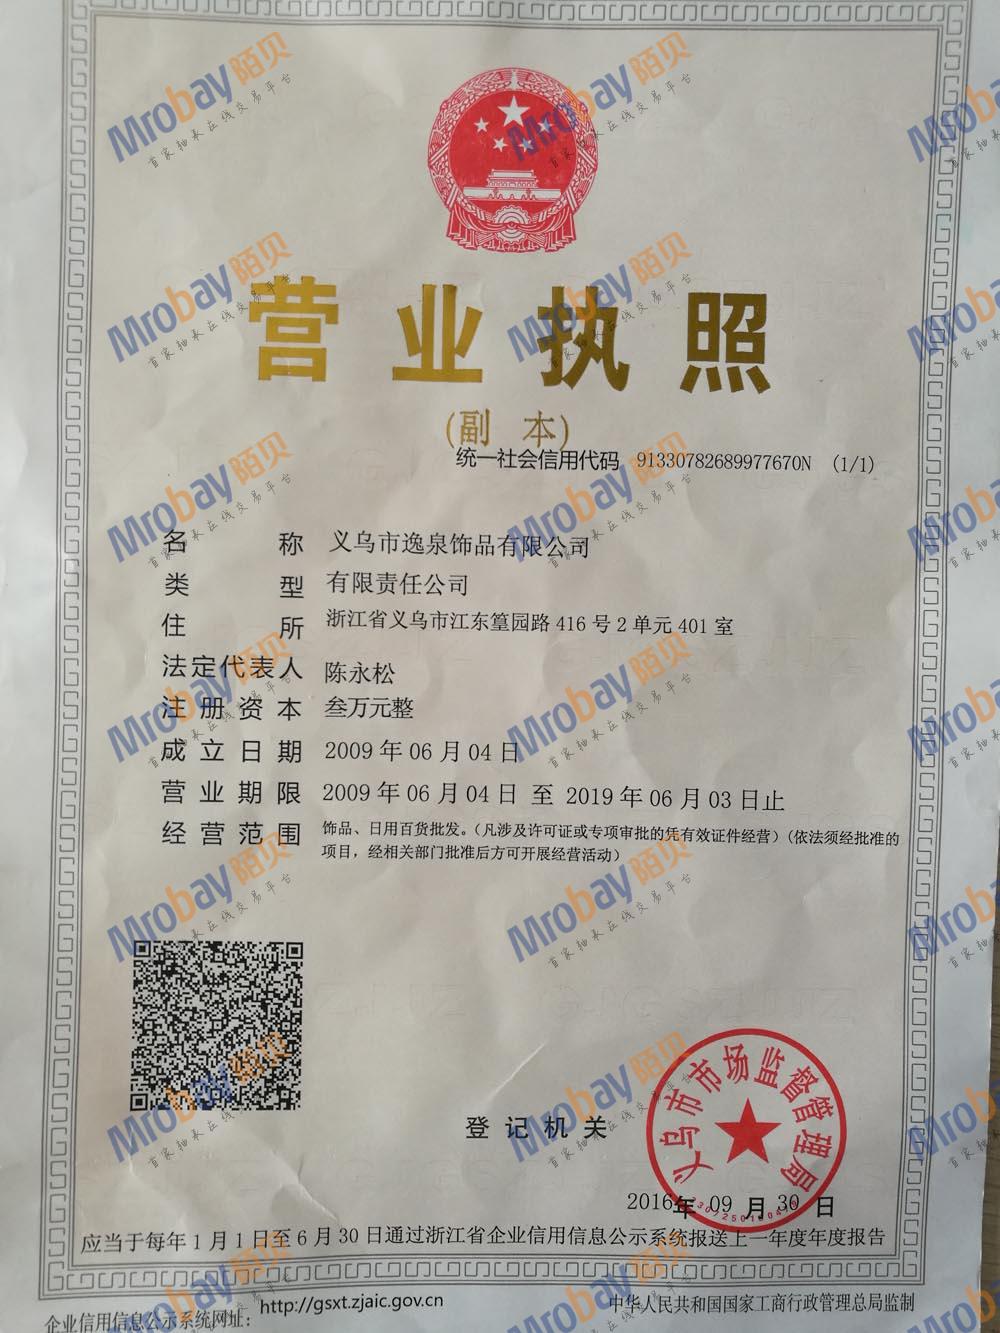 营业执照
(副 本)
统一社会信用代码 91330782689977670N (1/1)
名 称 义乌市逸泉饰品有限公司
类 型 有限责任公司
住 所 浙江省义乌市江东篁园路416号2单元401室
法定代表人 陈永松
注册资本 叁万元整
成立日期 2009年06月04日
营业期限 2009年06月04日 至 2019年06月03日止
经营范围 饰品、日用百货批发。(凡涉及许可证或专项审批的凭有效证件经营)(依法须经批准的
项目,经相关部门批准后方可开展经营活动)
登记机关
义乌市市场监督管理局
2016年09月30日
应当于每年1月1日至6月30日通过浙江省企业信用信息公示系统报送上一年度年度报告
企业信用信息公示系统网址: http://gsxt.zjaic.gov.cn
中华人民共和国国家工商行政管理总局监制
Mrobay陌贝
首家抽承在线交易平台